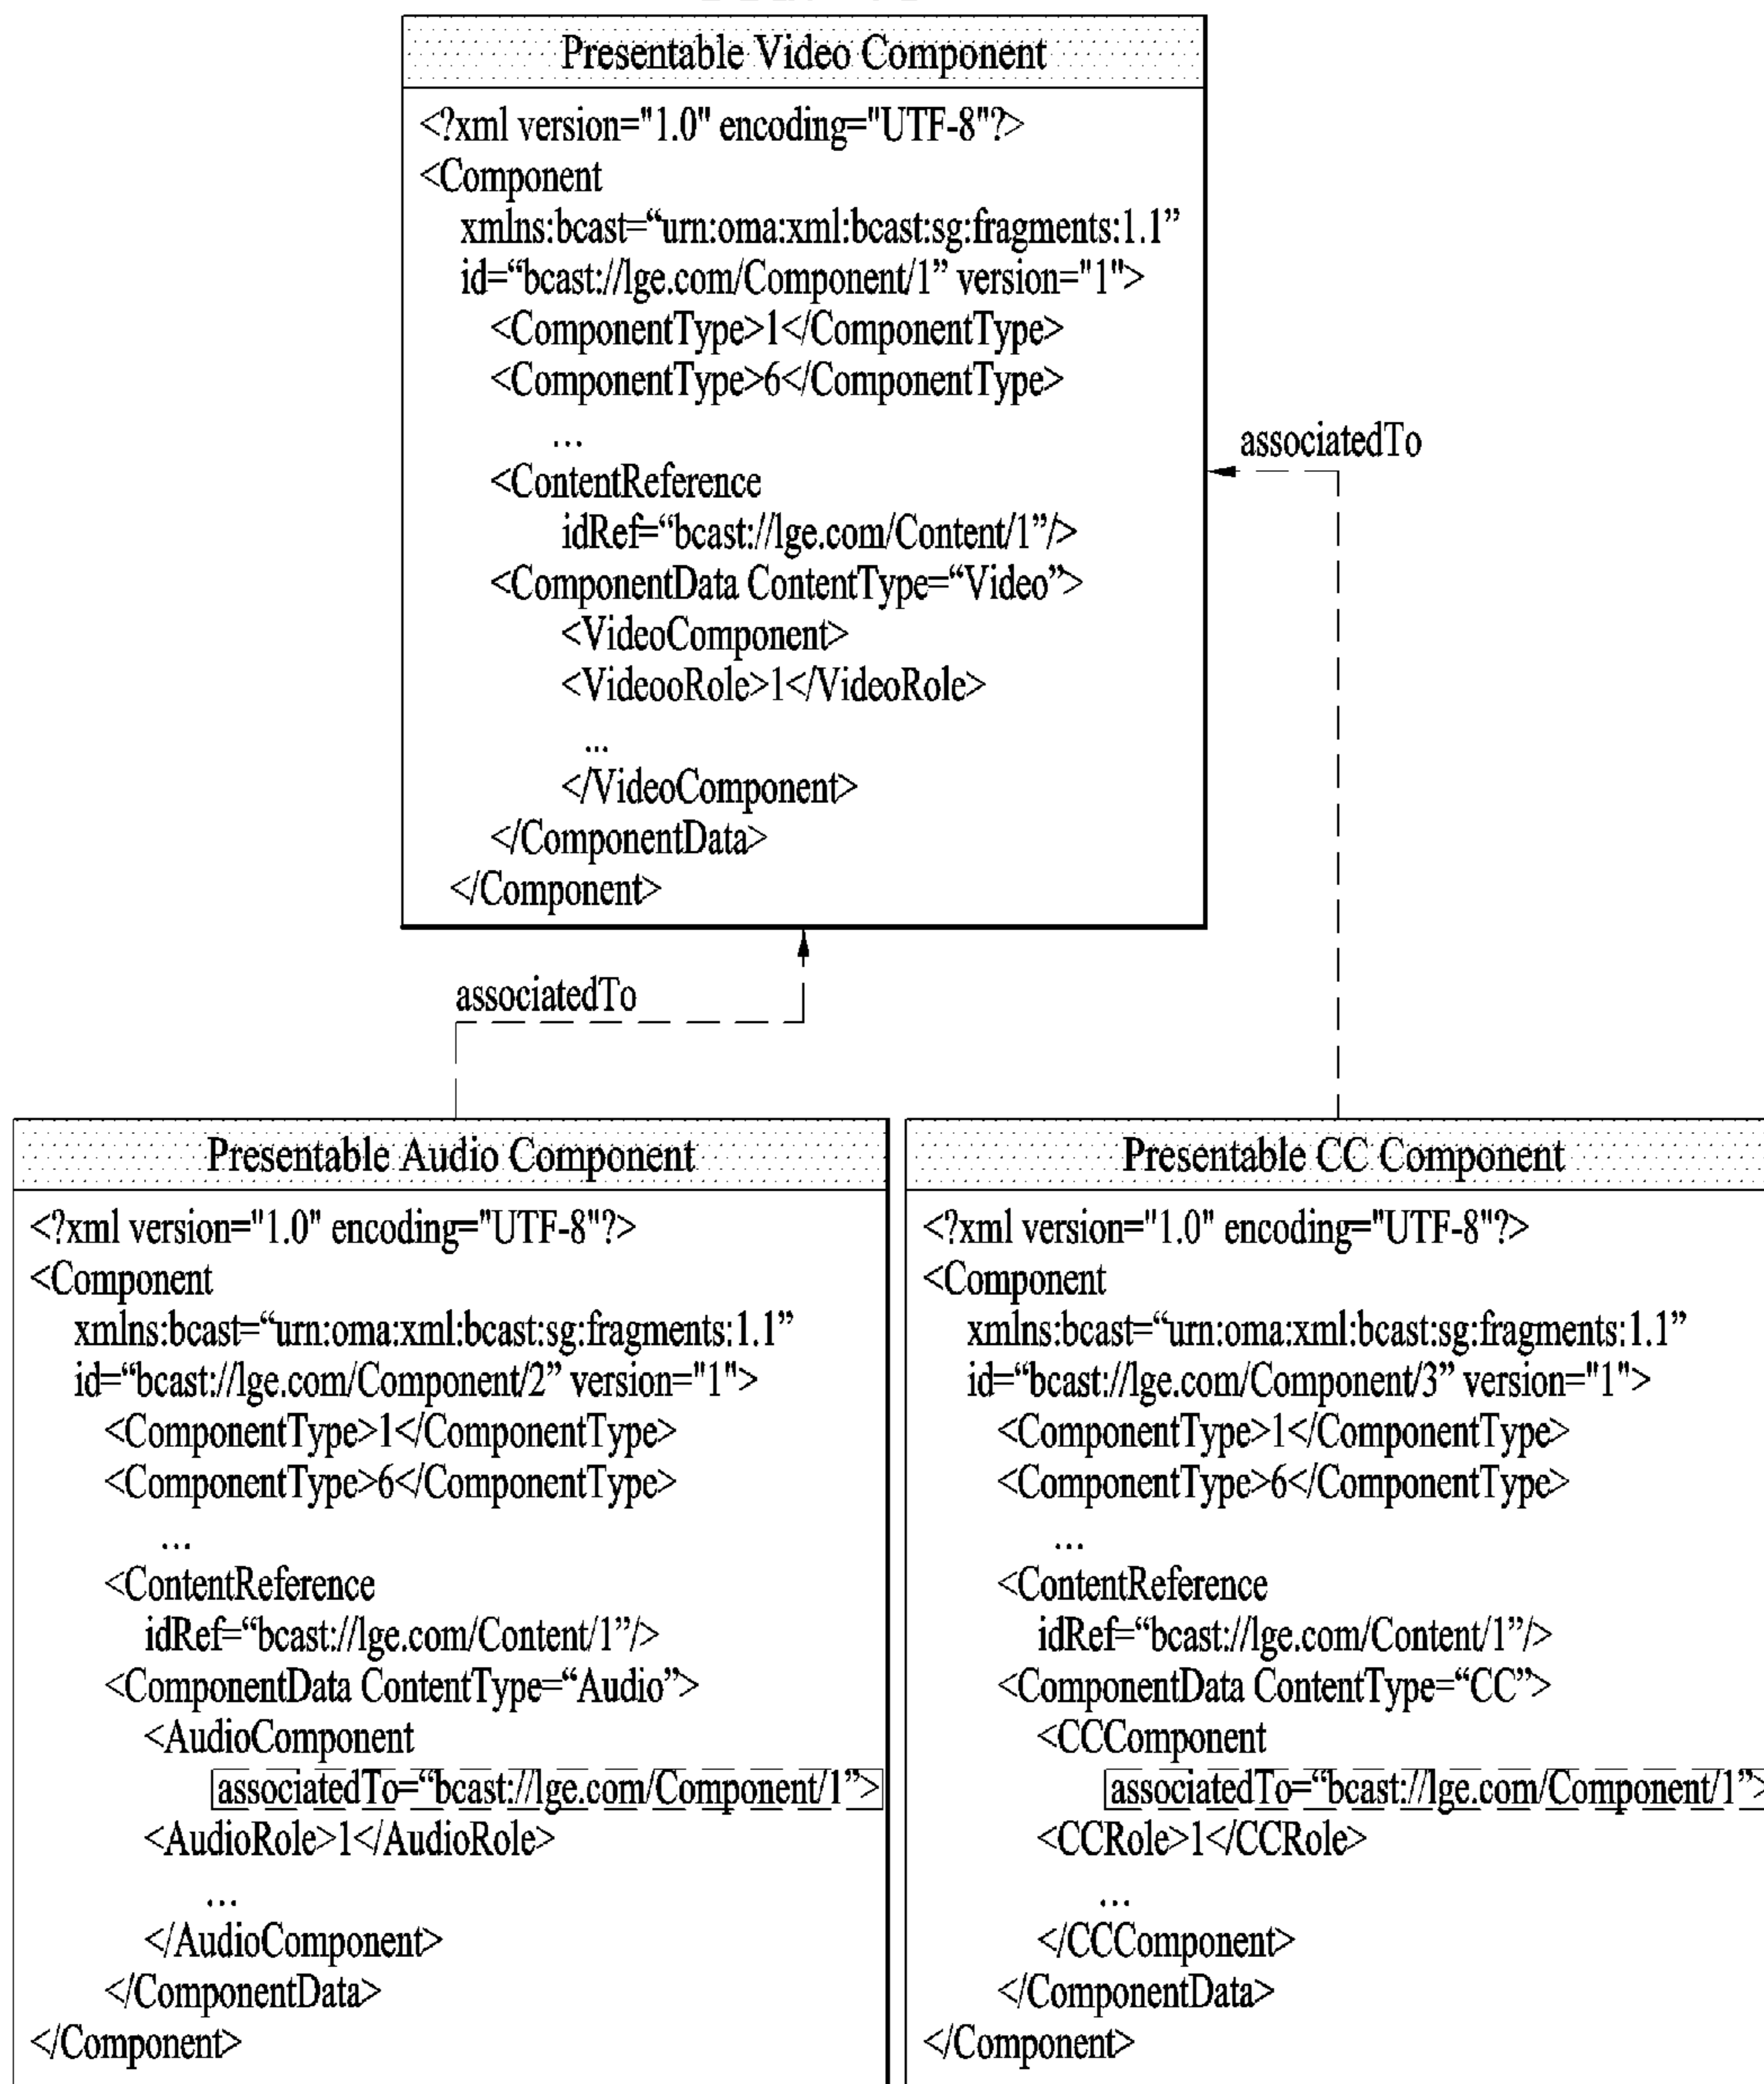 Presentable Video Component
<?xml version="1.0" encoding="UTF-8"?>
<Component
xmlns:bcast=“urn:oma:xml:bcast:sg:fragments:1.1”
id=“bcast://lge.com/Component/1” version="1">
<ComponentType>1</ComponentType>
<ComponentType>6</ComponentType>
...
<ContentReference
idRef=“bcast://lge.com/Content/1”/>
<ComponentData ContentType=“Video”>
<VideoComponent>
<VideooRole>1</VideoRole>
...
</VideoComponent>
</ComponentData>
</Component>
associatedTo
associatedTo
Presentable Audio Component
<?xml version="1.0" encoding="UTF-8"?>
<Component
xmlns:bcast=“urn:oma:xml:bcast:sg:fragments:1.1”
id=“bcast://lge.com/Component/2” version="1">
<ComponentType>1</ComponentType>
<ComponentType>6</ComponentType>
...
<ContentReference
idRef=“bcast://lge.com/Content/1”/>
<ComponentData ContentType=“Audio”>
<AudioComponent
associatedTo=“bcast://lge.com/Component/1”>
<AudioRole>1</AudioRole>
...
</AudioComponent>
</ComponentData>
</Component>
Presentable CC Component
<?xml version="1.0" encoding="UTF-8"?>
<Component
xmlns:bcast=“urn:oma:xml:bcast:sg:fragments:1.1”
id=“bcast://lge.com/Component/3” version="1">
<ComponentType>1</ComponentType>
<ComponentType>6</ComponentType>
...
<ContentReference
idRef=“bcast://lge.com/Content/1”/>
<ComponentData ContentType=“CC”>
<CCComponent
associatedTo=“bcast://lge.com/Component/1”>
<CCRole>1</CCRole>
...
</CCComponent>
</ComponentData>
</Component>